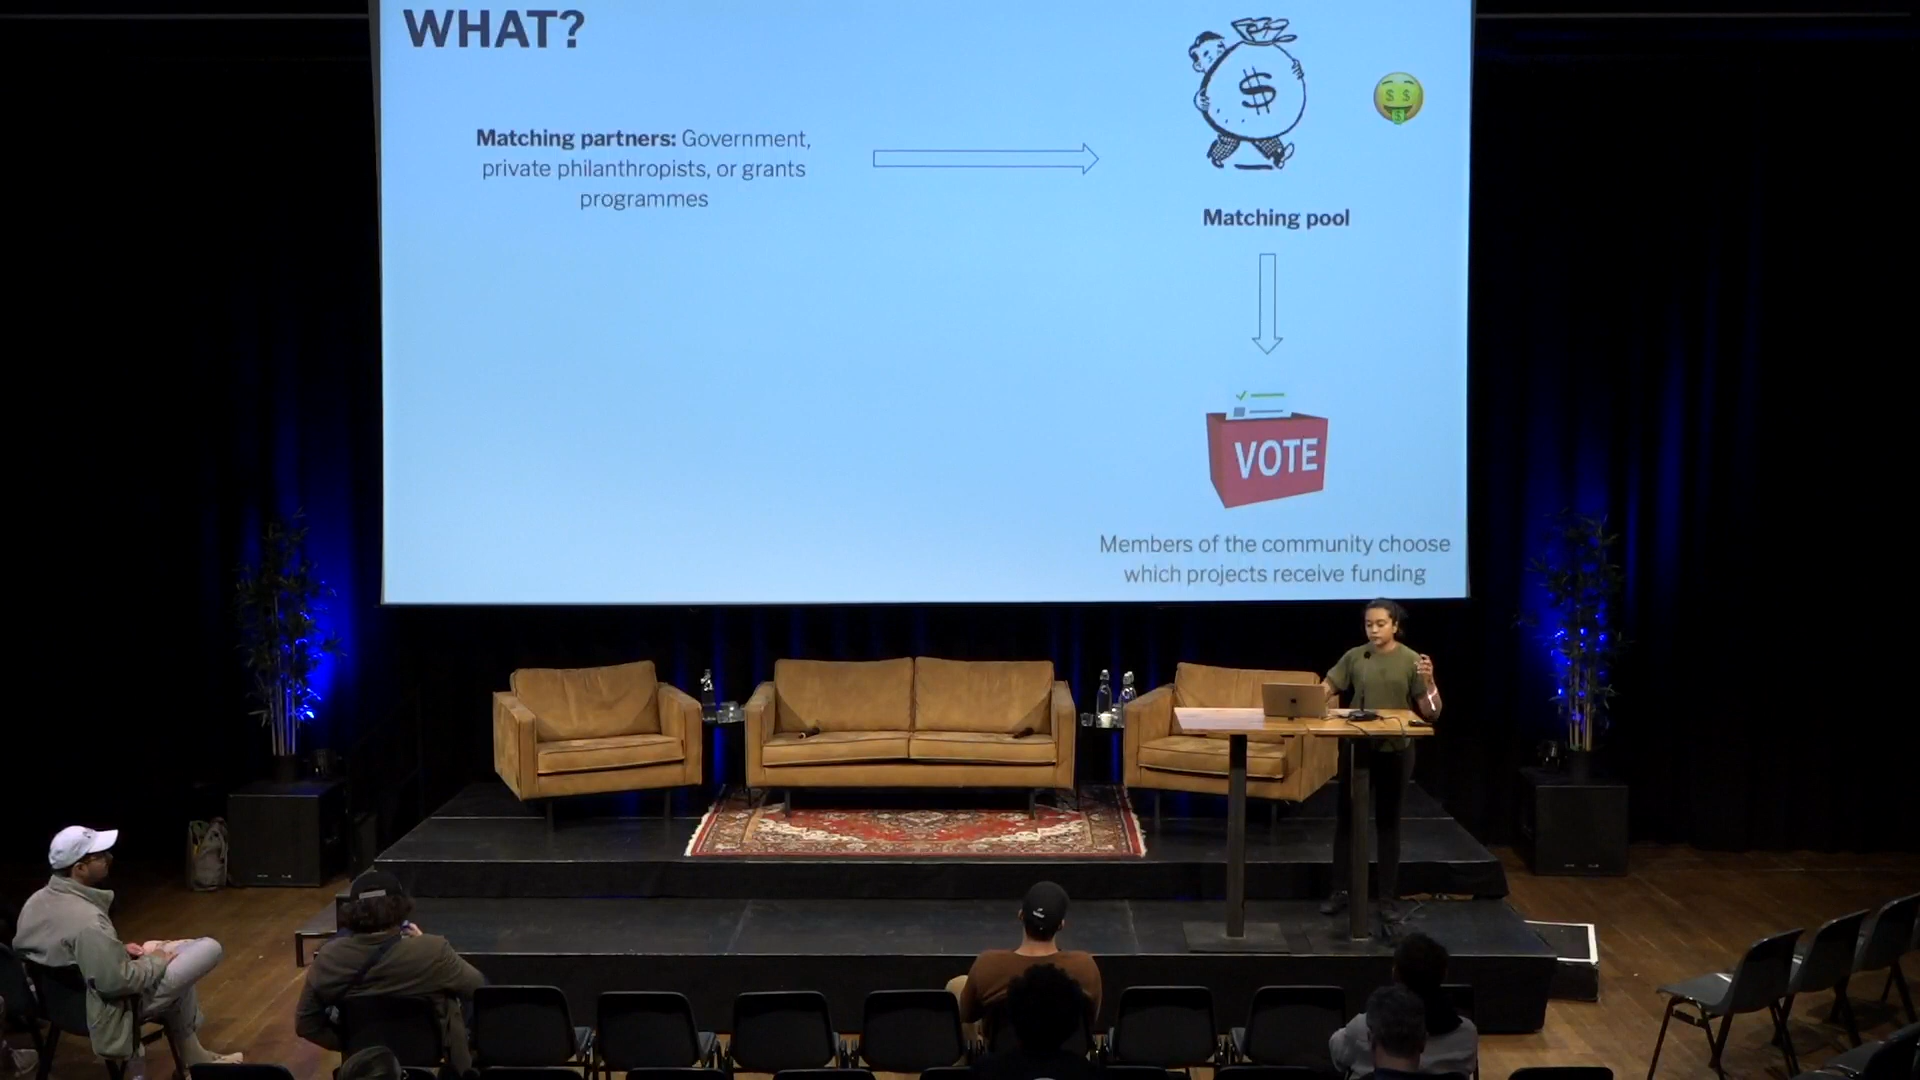 WHAT?
Matching partners: Government,
private philanthropists, or grants
programmes
$
$ $
$
Matching pool
VOTE
Members of the community choose
which projects receive funding